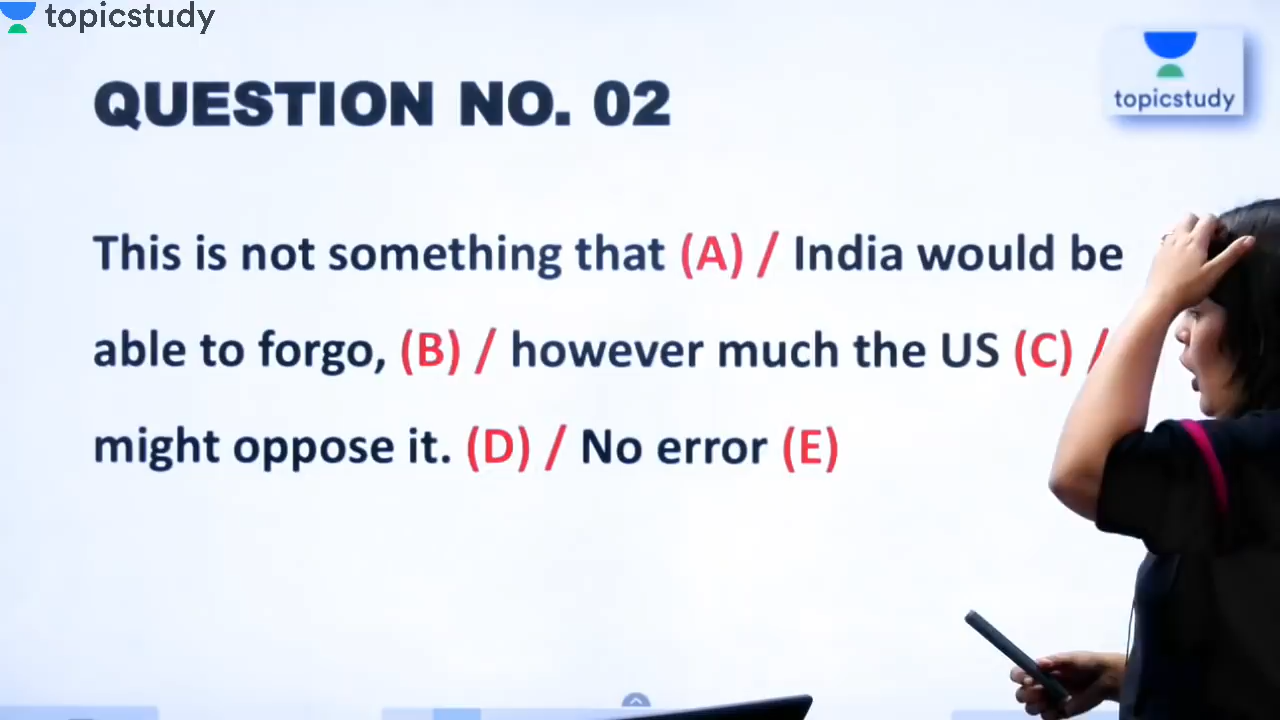 topicstudy
topicstudy
QUESTION NO. 02
This is not something that (A) / India would be
able to forgo, (B) / however much the US (C) /
might oppose it. (D) / No error (E)